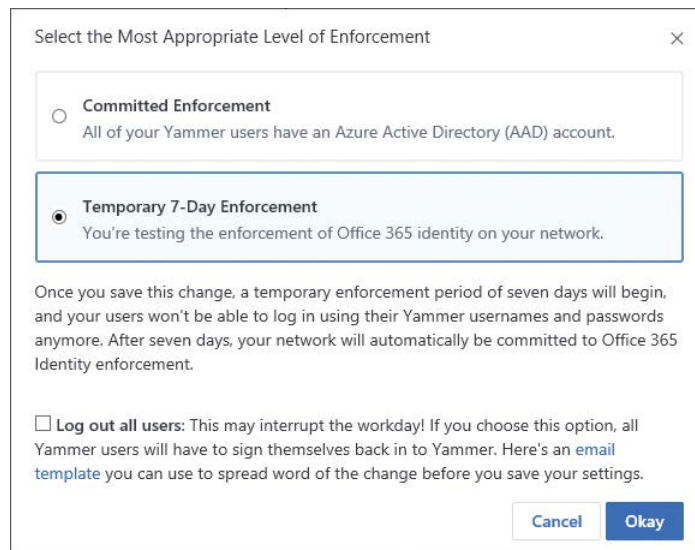 Select the Most Appropriate Level of Enforcement
Committed Enforcement
All of your Yammer users have an Azure Active Directory (AAD) account.
Temporary 7-Day Enforcement
You're testing the enforcement of Office 365 identity on your network.
Once you save this change, a temporary enforcement period of seven days will begin,
and your users won't be able to log in using their Yammer usernames and passwords
anymore. After seven days, your network will automatically be committed to Office 365
Identity enforcement.
Log out all users: This may interrupt the workday! If you choose this option, all
Yammer users will have to sign themselves back in to Yammer. Here's an email
template you can use to spread word of the change before you save your settings.
Cancel Okay